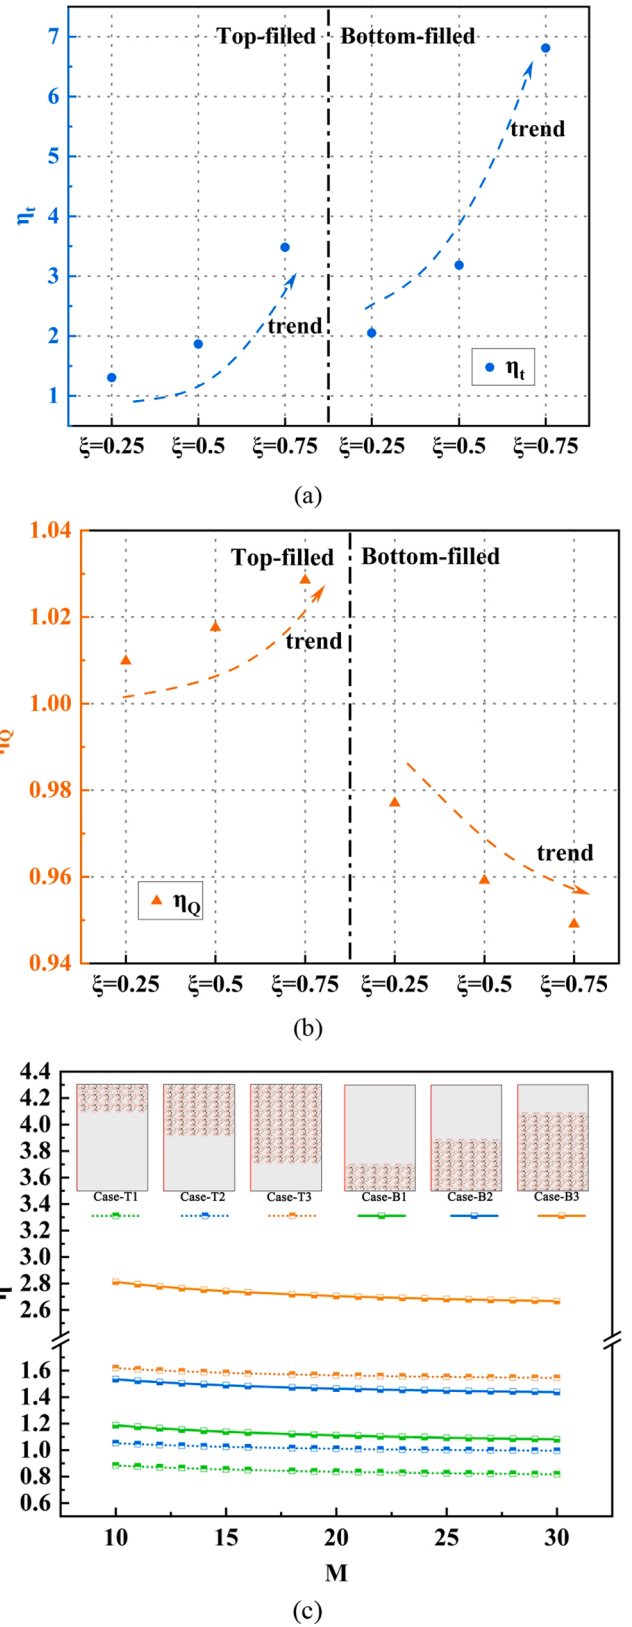 Top-filled Bottom-filled
7
6
5
4
3
2
1
ηt
trend
trend
ηt
ξ=0.25 ξ=0.5 ξ=0.75 ξ=0.25 ξ=0.5 ξ=0.75
(a)
1.04
1.02
1.00
0.98
0.96
0.94
ηQ
Top-filled Bottom-filled
trend
trend
ηQ
ξ=0.25 ξ=0.5 ξ=0.75 ξ=0.25 ξ=0.5 ξ=0.75
(b)
4.4
4.2
4.0
3.8
3.6
3.4
3.2
3.0
2.8
2.6
1.6
1.4
1.2
1.0
0.8
0.6
η
Case-T1 Case-T2 Case-T3 Case-B1 Case-B2 Case-B3
10 15 20 25 30
M
(c)